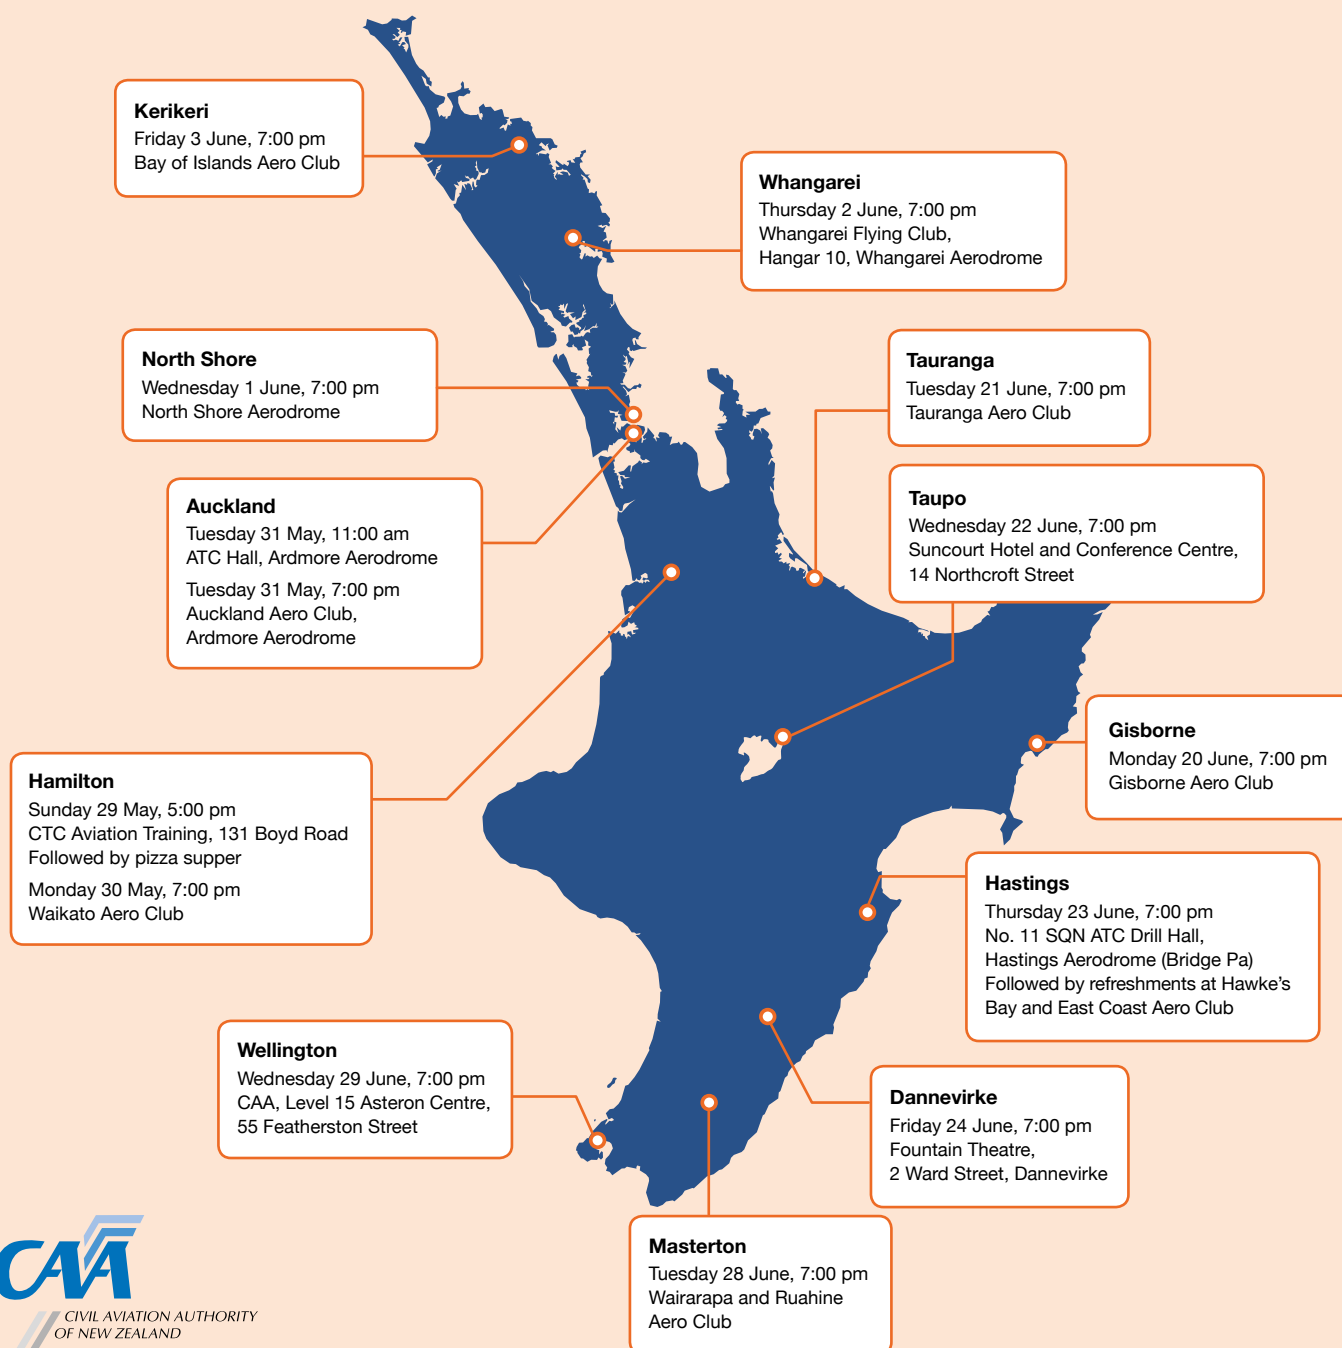 Kerikeri
Friday 3 June, 7:00 pm
Bay of Islands Aero Club
Whangarei
Thursday 2 June, 7:00 pm
Whangarei Flying Club,
Hangar 10, Whangarei Aerodrome
North Shore
Wednesday 1 June, 7:00 pm
North Shore Aerodrome
Tauranga
Tuesday 21 June, 7:00 pm
Tauranga Aero Club
Auckland
Tuesday 31 May, 11:00 am
ATC Hall, Ardmore Aerodrome
Tuesday 31 May, 7:00 pm
Auckland Aero Club,
Ardmore Aerodrome
Taupo
Wednesday 22 June, 7:00 pm
Suncourt Hotel and Conference Centre,
14 Northcroft Street
Gisborne
Monday 20 June, 7:00 pm
Gisborne Aero Club
Hamilton
Sunday 29 May, 5:00 pm
CTC Aviation Training, 131 Boyd Road
Followed by pizza supper
Monday 30 May, 7:00 pm
Waikato Aero Club
Hastings
Thursday 23 June, 7:00 pm
No. 11 SQN ATC Drill Hall,
Hastings Aerodrome (Bridge Pa)
Followed by refreshments at Hawke's
Bay and East Coast Aero Club
Wellington
Wednesday 29 June, 7:00 pm
CAA, Level 15 Asteron Centre,
55 Featherston Street
Dannevirke
Friday 24 June, 7:00 pm
Fountain Theatre,
2 Ward Street, Dannevirke
Masterton
Tuesday 28 June, 7:00 pm
Wairarapa and Ruahine
Aero Club
CAA
CIVIL AVIATION AUTHORITY
OF NEW ZEALAND